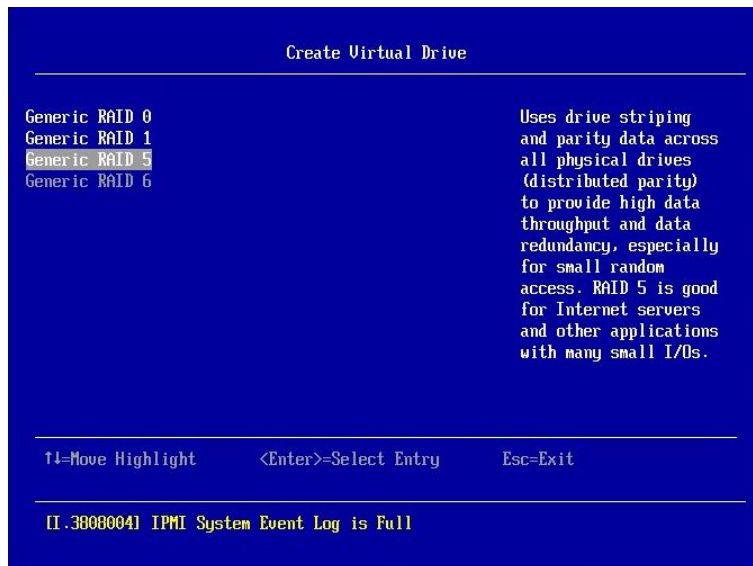 Create Virtual Drive
Generic RAID 0
Generic RAID 1
Generic RAID 5
Generic RAID 6
Uses drive striping
and parity data across
all physical drives
(distributed parity)
to provide high data
throughput and data
redundancy, especially
for small random
access. RAID 5 is good
for Internet servers
and other applications
with many small I/Os.
↑↓=Move Highlight <Enter>=Select Entry Esc=Exit
[I.3808004] IPMI System Event Log is Full